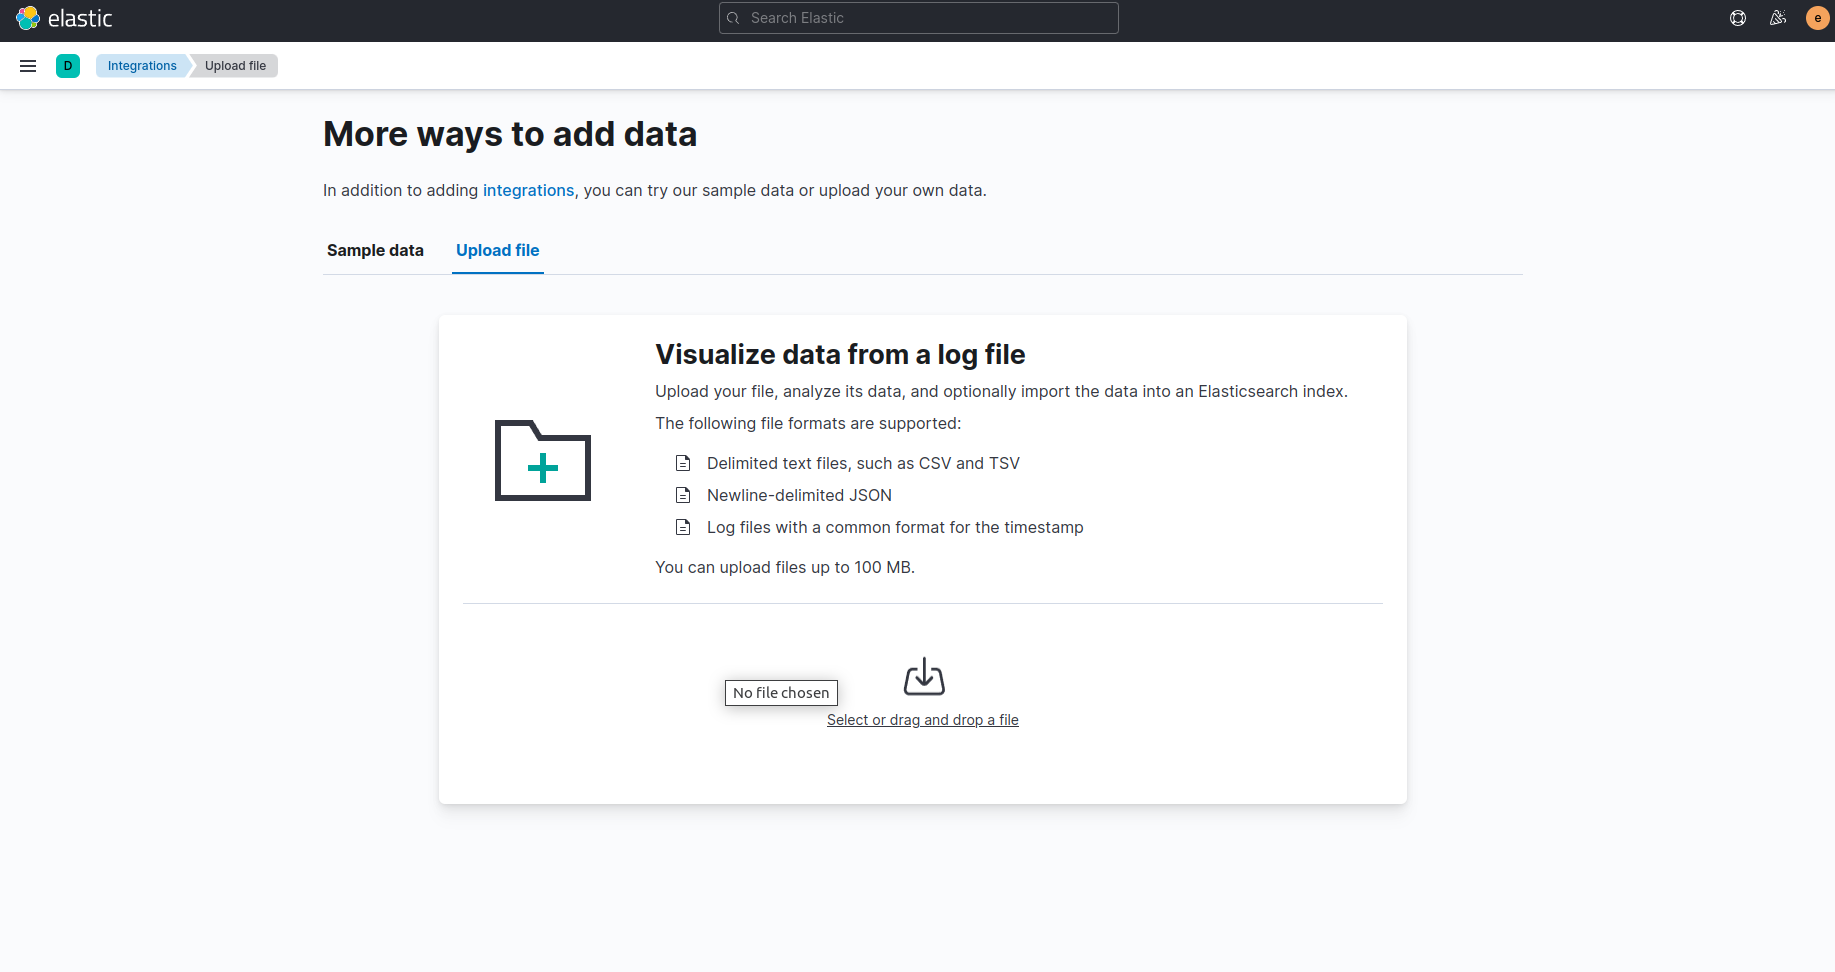 elastic
Search Elastic
e
D
Integrations
Upload file
More ways to add data
In addition to adding integrations, you can try our sample data or upload your own data.
Sample data
Upload file
Visualize data from a log file
Upload your file, analyze its data, and optionally import the data into an Elasticsearch index.
The following file formats are supported:
Delimited text files, such as CSV and TSV
Newline-delimited JSON
Log files with a common format for the timestamp
You can upload files up to 100 MB.
No file chosen
Select or drag and drop a file